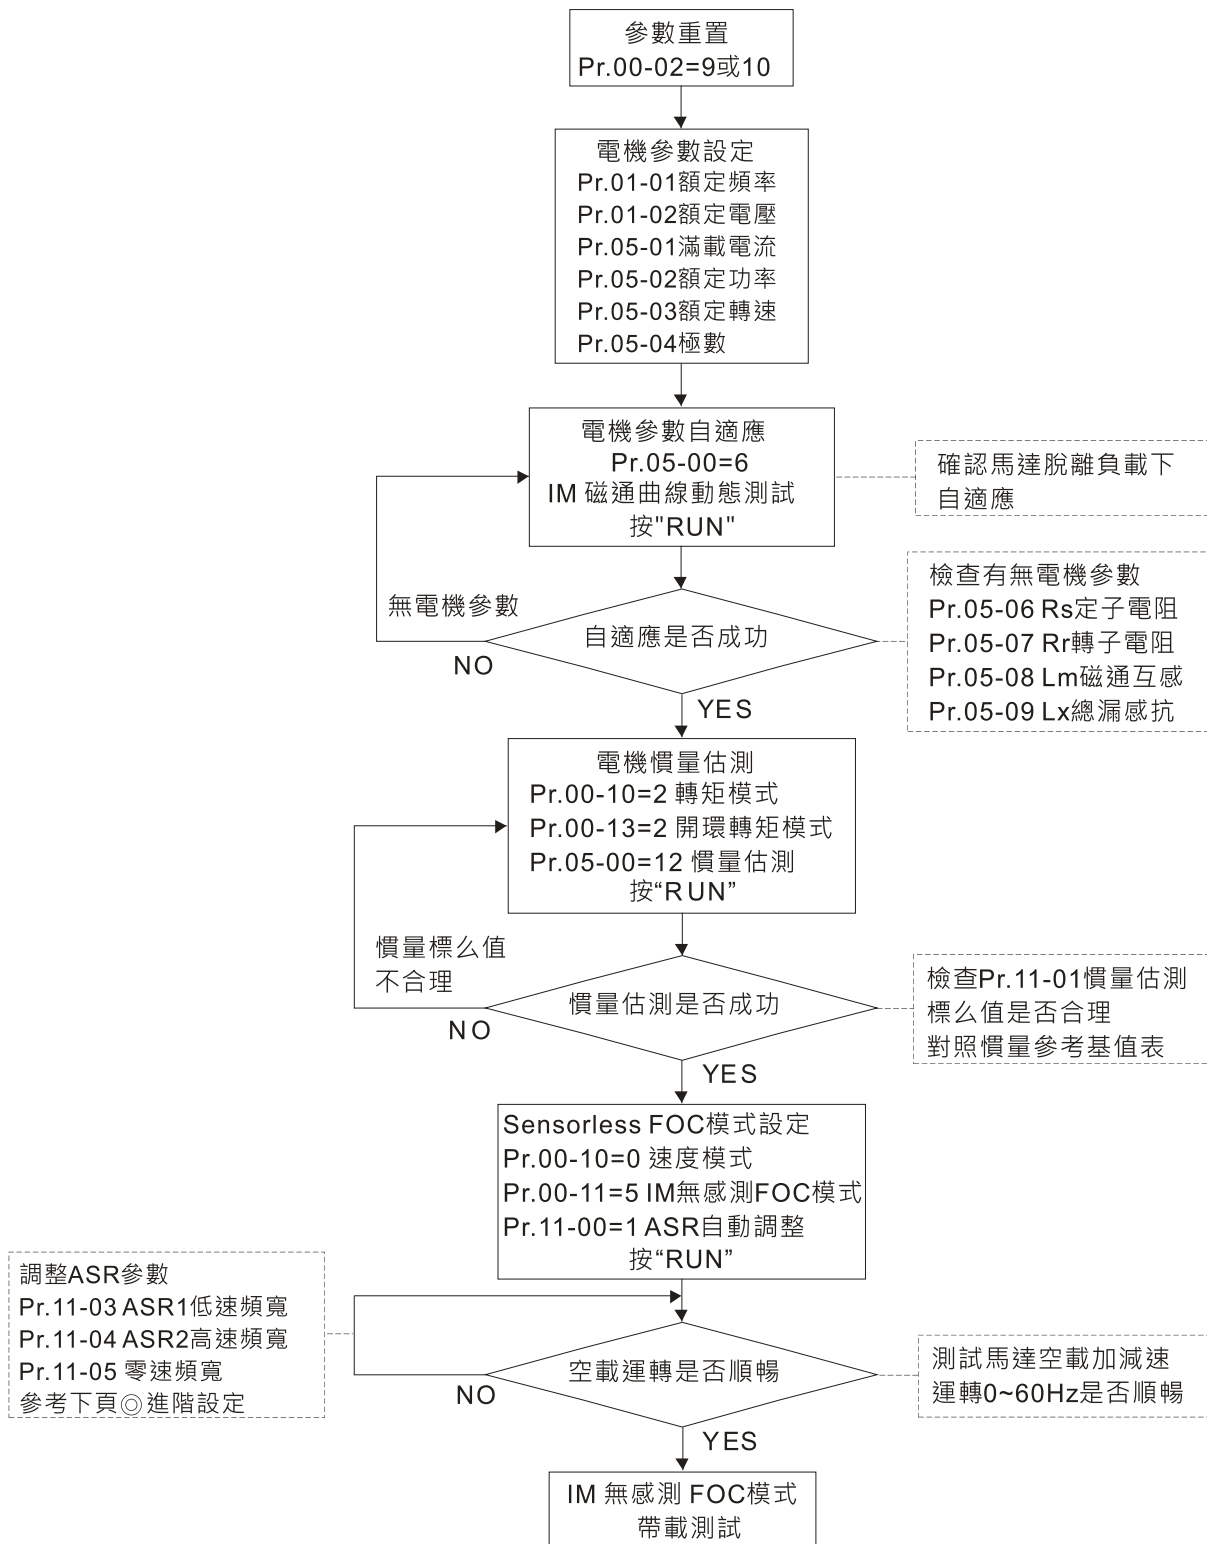 參數重置
Pr.00-02=9或10
電機參數設定
Pr.01-01額定頻率
Pr.01-02額定電壓
Pr.05-01滿載電流
Pr.05-02額定功率
Pr.05-03額定轉速
Pr.05-04極數
電機參數自適應
Pr.05-00=6
IM 磁通曲線動態測試
按"RUN"
確認馬達脫離負載下
自適應
無電機參數
NO
自適應是否成功
YES
檢查有無電機參數
Pr.05-06 Rs定子電阻
Pr.05-07 Rr轉子電阻
Pr.05-08 Lm磁通互感
Pr.05-09 Lx總漏感抗
電機慣量估測
Pr.00-10=2 轉矩模式
Pr.00-13=2 開環轉矩模式
Pr.05-00=12 慣量估測
按“RUN”
慣量標么值
不合理
NO
慣量估測是否成功
YES
檢查Pr.11-01慣量估測
標么值是否合理
對照慣量參考基值表
Sensorless FOC模式設定
Pr.00-10=0 速度模式
Pr.00-11=5 IM無感測FOC模式
Pr.11-00=1 ASR自動調整
按“RUN”
調整ASR參數
Pr.11-03 ASR1低速頻寬
Pr.11-04 ASR2高速頻寬
Pr.11-05 零速頻寬
參考下頁◎進階設定
NO
空載運轉是否順暢
YES
測試馬達空載加減速
運轉0~60Hz是否順暢
IM 無感測 FOC模式
帶載測試